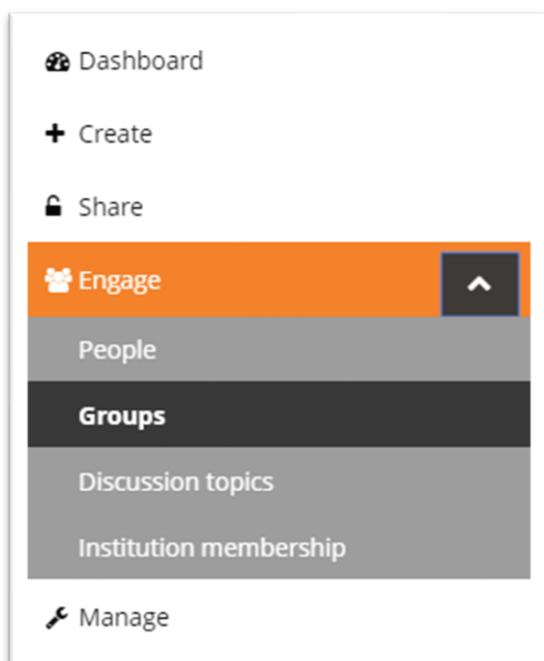 Dashboard
Create
Share
Engage
People
Groups
Discussion topics
Institution membership
Manage